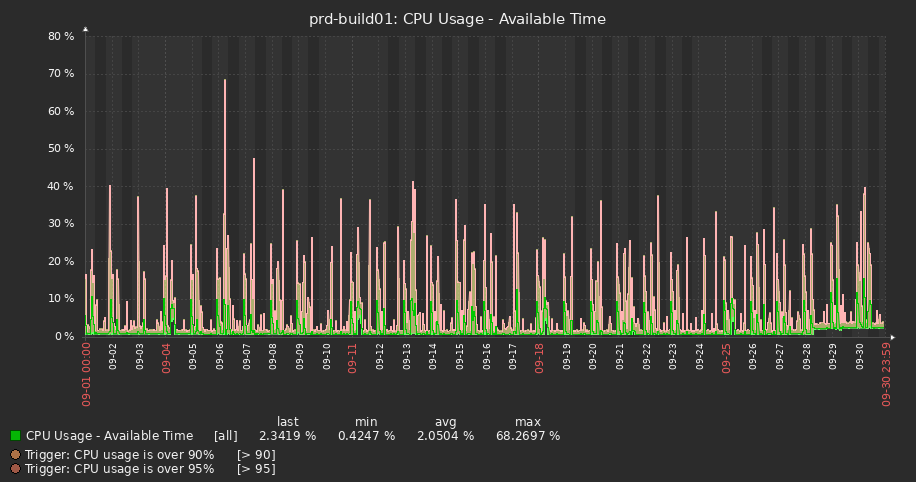 prd-build01: CPU Usage - Available Time
80 %
70 %
60 %
50 %
40 %
30 %
20 %
10 %
0 %
09-01 00:00 09-02 09-03 09-04 09-05 09-06 09-07 09-08 09-09 09-10 09-11 09-12 09-13 09-14 09-15 09-16 09-17 09-18 09-19 09-20 09-21 09-22 09-23 09-24 09-25 09-26 09-27 09-28 09-29 09-30 09-30 23:59
last min avg max
CPU Usage - Available Time [all] 2.3419 % 0.4247 % 2.0504 % 68.2697 %
Trigger: CPU usage is over 90% [> 90]
Trigger: CPU usage is over 95% [> 95]